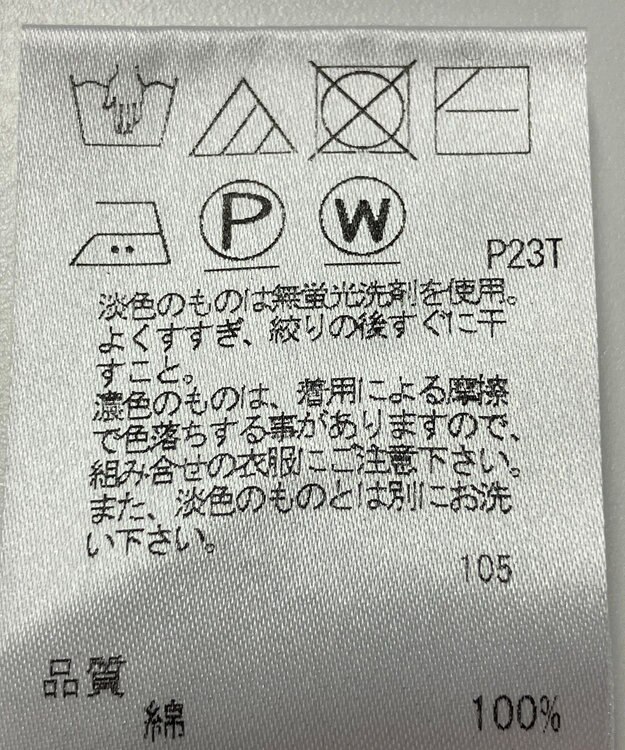 P W P23T
淡色のものは無蛍光洗剤を使用。
よくすすぎ、絞りの後すぐに干
すこと。
濃色のものは、着用による摩擦
で色落ちする事がありますので、
組み合せの衣服にご注意下さい。
また、淡色のものとは別にお洗
い下さい。
105
品質
綿 100%